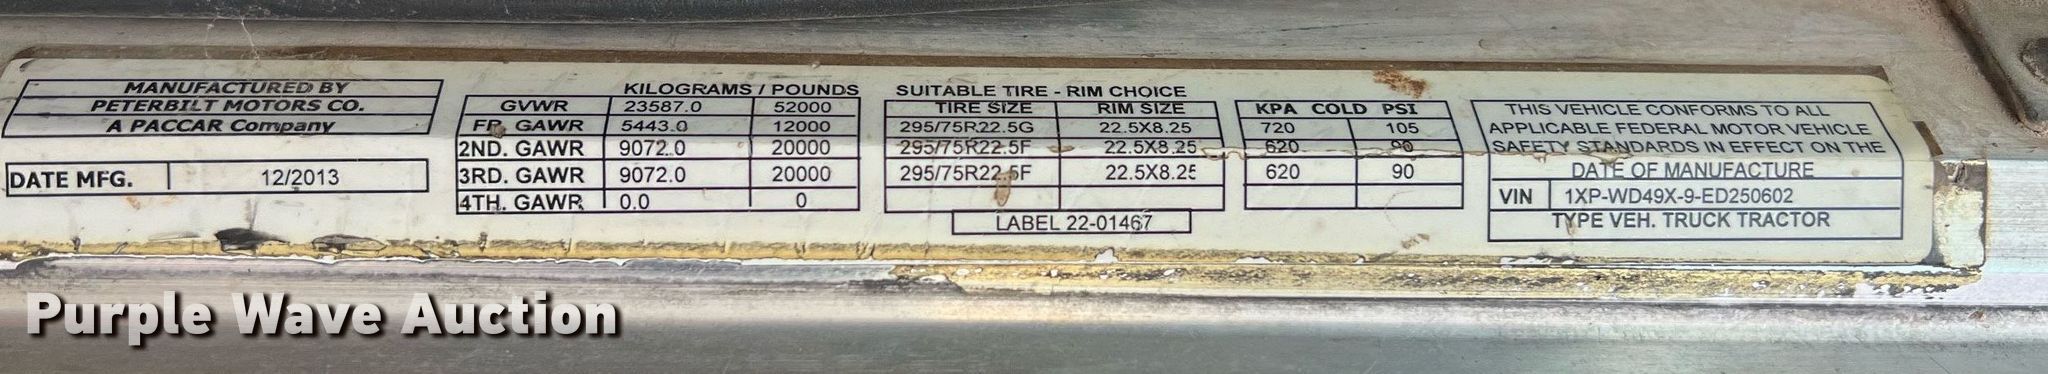 MANUFACTURED BY
PETERBILT MOTORS CO.
A PACCAR Company
DATE MFG. 12/2013
KILOGRAMS / POUNDS
GVWR 23587.0 52000
FR. GAWR 5443.0 12000
2ND. GAWR 9072.0 20000
3RD. GAWR 9072.0 20000
4TH. GAWR 0.0 0
SUITABLE TIRE - RIM CHOICE
TIRE SIZE RIM SIZE
295/75R22.5G 22.5X8.25
295/75R22.5F 22.5X8.25
295/75R22.5F 22.5X8.25
LABEL 22-01467
KPA COLD PSI
720 105
620 90
620 90
THIS VEHICLE CONFORMS TO ALL
APPLICABLE FEDERAL MOTOR VEHICLE
SAFETY STANDARDS IN EFFECT ON THE
DATE OF MANUFACTURE
VIN 1XP-WD49X-9-ED250602
TYPE VEH. TRUCK TRACTOR
Purple Wave Auction